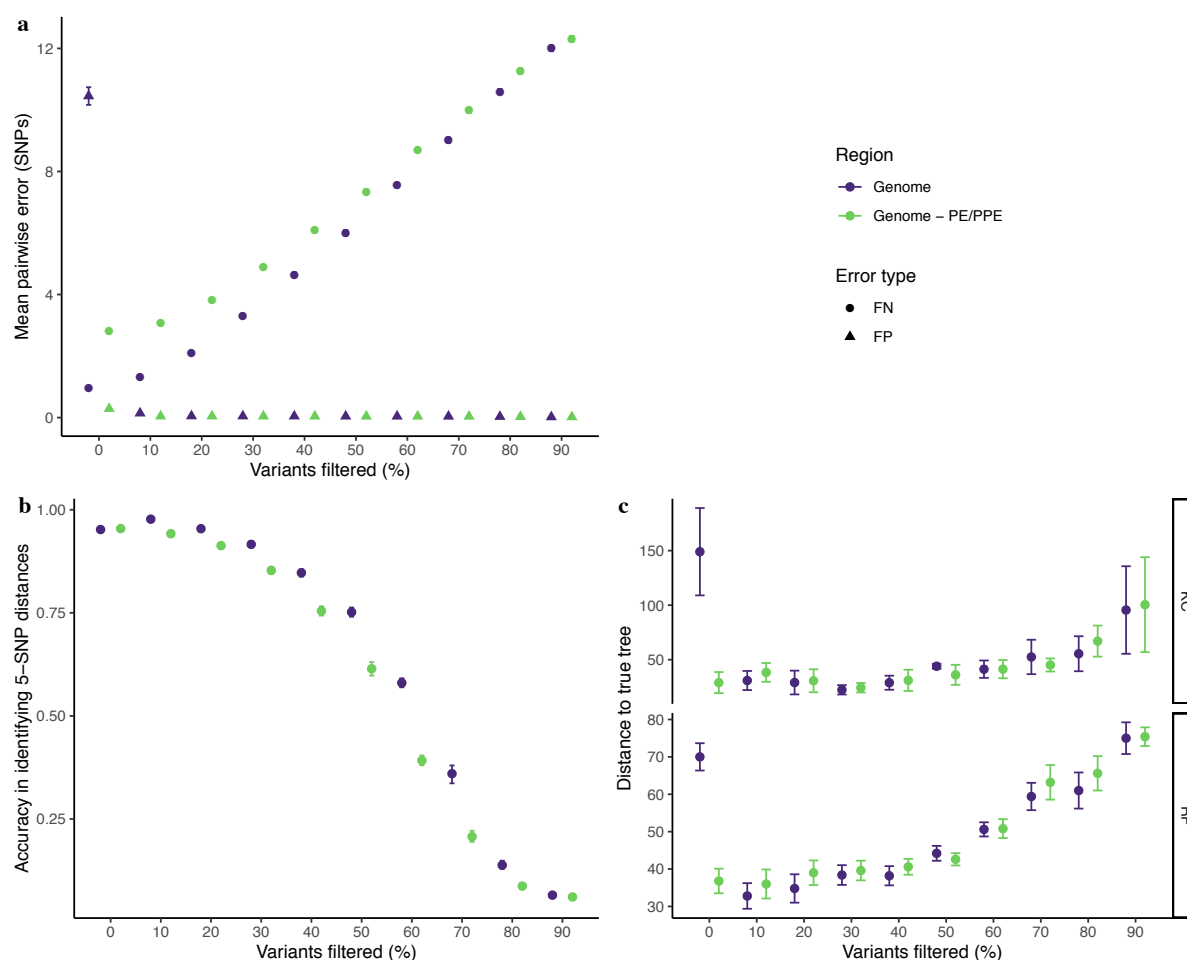 a
Mean pairwise error (SNPs)
12
8
4
0
0 10 20 30 40 50 60 70 80 90
Variants filtered (%)
Region
Genome
Genome − PE/PPE
Error type
FN
FP
b
Accuracy in identifying 5−SNP distances
1.00
0.75
0.50
0.25
0 10 20 30 40 50 60 70 80 90
Variants filtered (%)
c
Distance to true tree
150
100
50
80
70
60
50
40
30
0 10 20 30 40 50 60 70 80 90
Variants filtered (%)